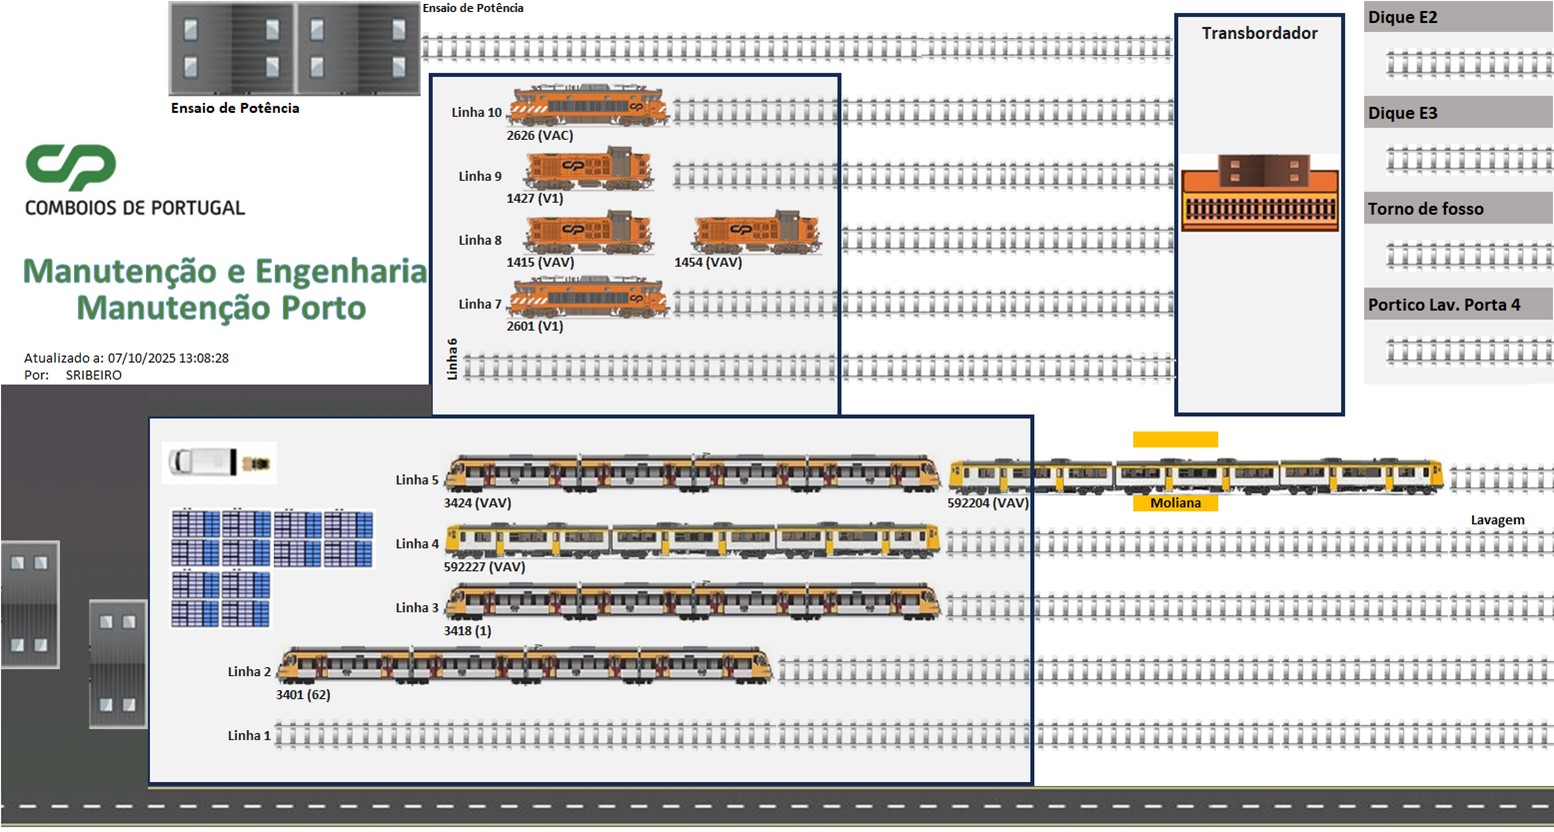 Ensaio de Potência
Ensaio de Potência
Transbordador
Dique E2
Dique E3
Torno de fosso
Portico Lav. Porta 4
CP
COMBOIOS DE PORTUGAL
Manutenção e Engenharia
Manutenção Porto
Atualizado a: 07/10/2025 13:08:28
Por: SRIBEIRO
Linha 10
2626 (VAC)
Linha 9
1427 (V1)
Linha 8
1415 (VAV) 1454 (VAV)
Linha 7
2601 (V1)
Linha 6
Linha 5
3424 (VAV) 592204 (VAV)
Moliana
Lavagem
Linha 4
592227 (VAV)
Linha 3
3418 (1)
Linha 2
3401 (62)
Linha 1